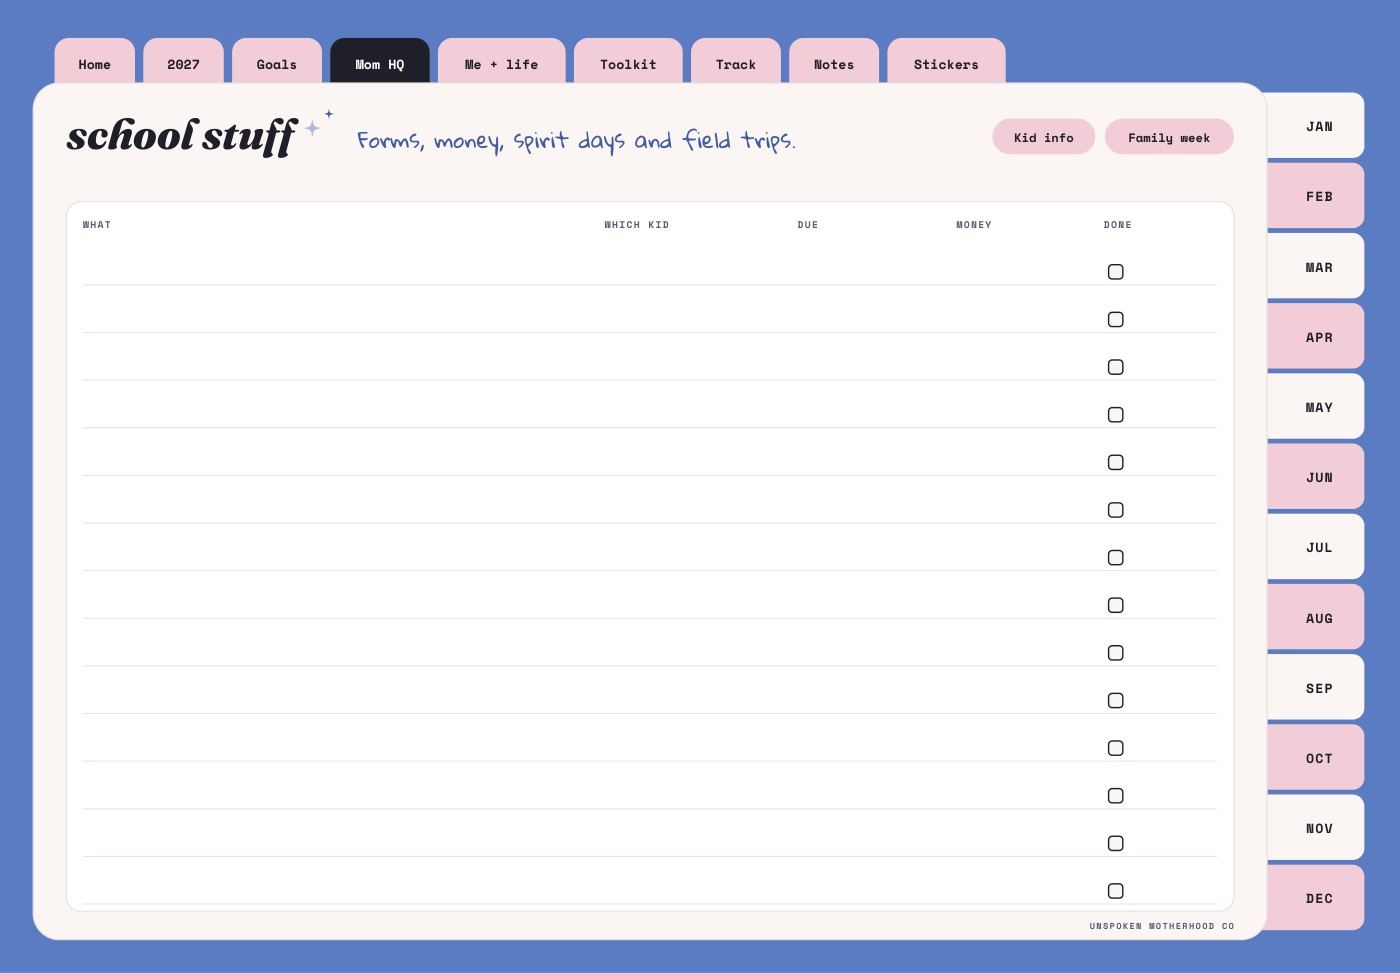 Home 2027 Goals Mom HQ Me + life Toolkit Track Notes Stickers
school stuff Forms, money, spirit days and field trips. Kid info Family week
WHAT WHICH KID DUE MONEY DONE
JAN
FEB
MAR
APR
MAY
JUN
JUL
AUG
SEP
OCT
NOV
DEC
UNSPOKEN MOTHERHOOD CO